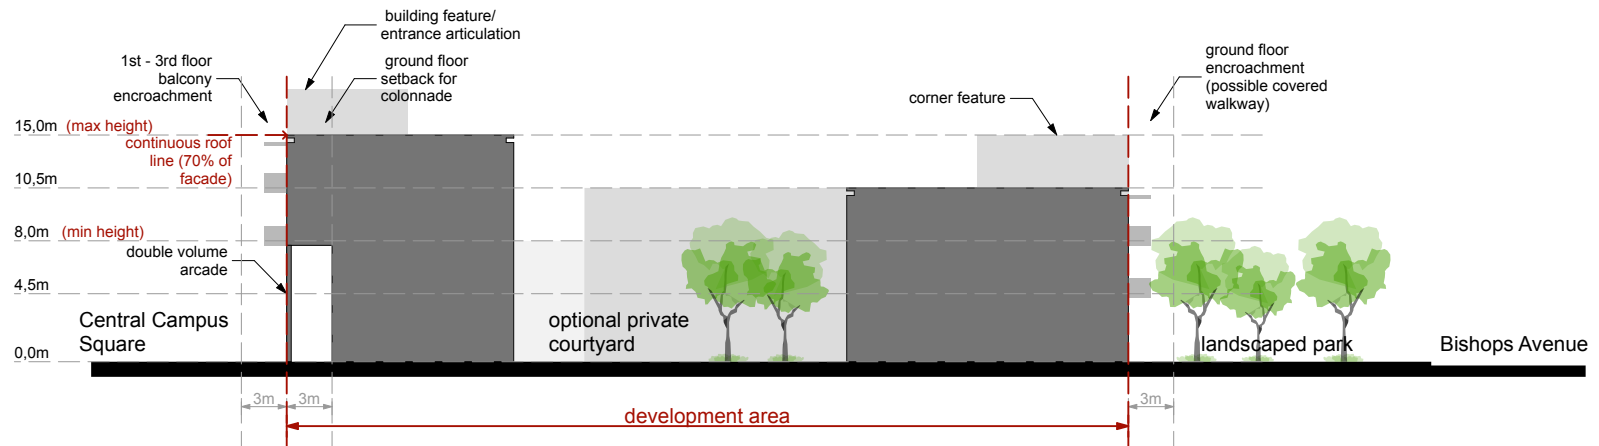 building feature/
entrance articulation
1st - 3rd floor
balcony
encroachment
ground floor
setback for
colonnade
ground floor
encroachment
(possible covered
walkway)
corner feature
15,0m (max height)
continuous roof
line (70% of
facade)
10,5m
8,0m (min height)
double volume
arcade
4,5m
Central Campus
Square
optional private
courtyard
landscaped park
Bishops Avenue
0,0m
3m
3m
3m
development area